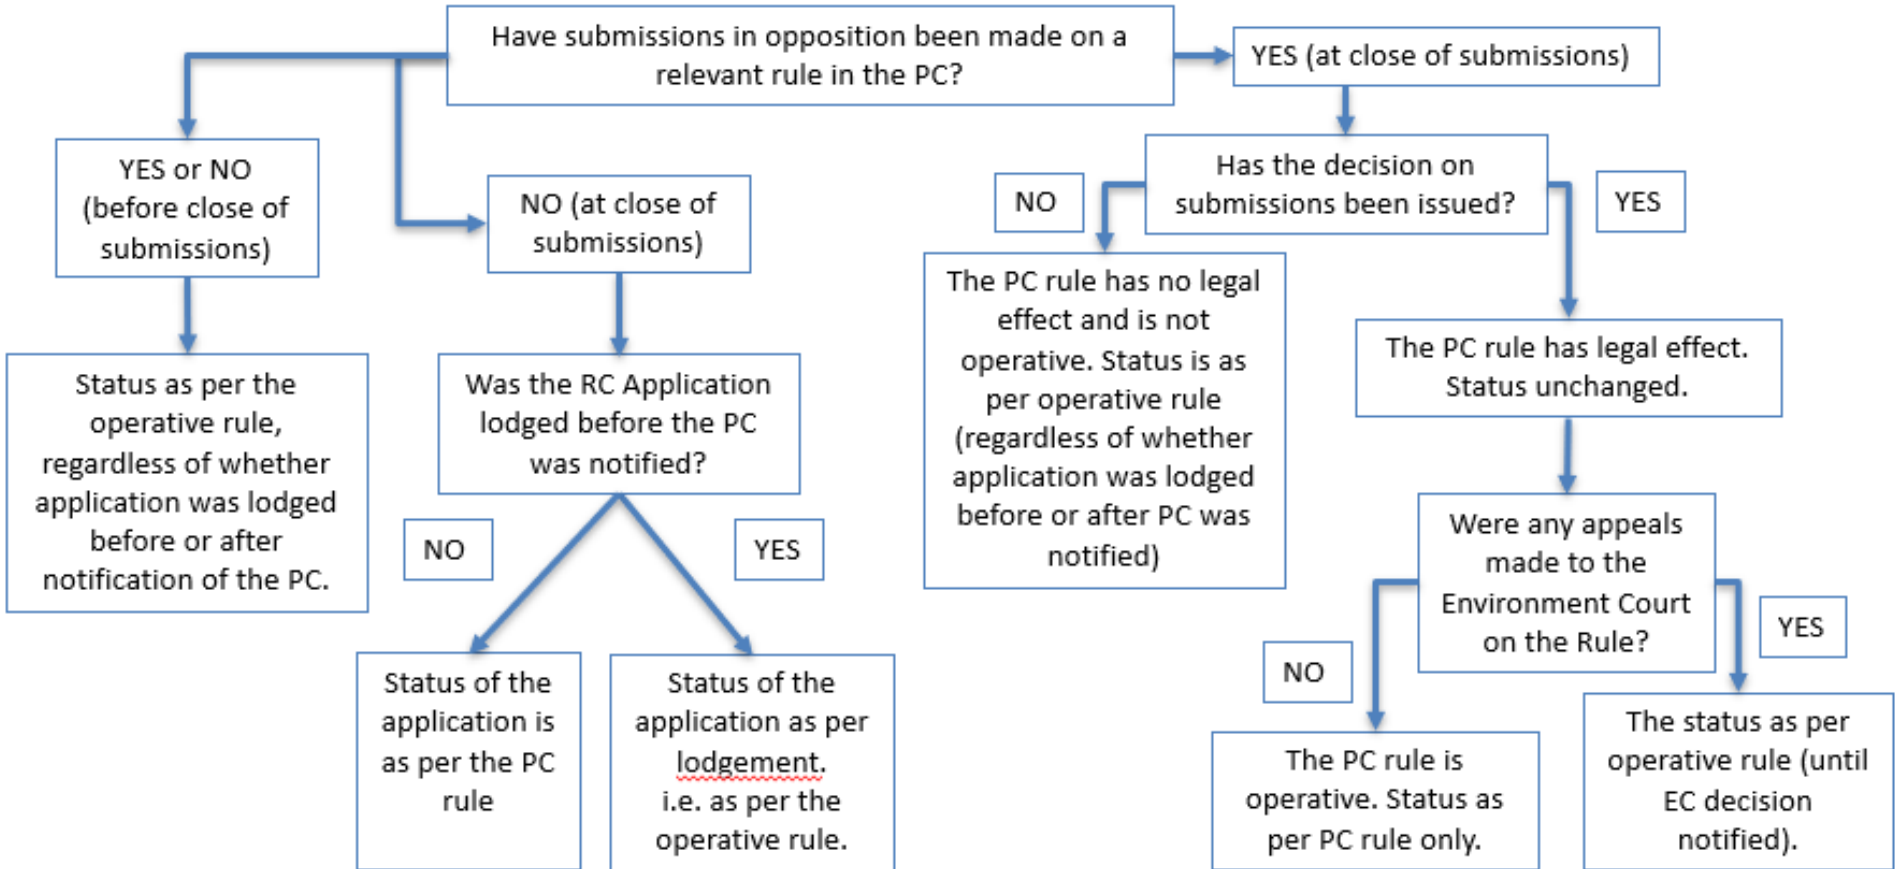 Have submissions in opposition been made on a
relevant rule in the PC?
YES (at close of submissions)
YES or NO
(before close of
submissions)
NO (at close of
submissions)
Has the decision on
submissions been issued?
NO
YES
Status as per the
operative rule,
regardless of whether
application was lodged
before or after
notification of the PC.
Was the RC Application
lodged before the PC
was notified?
NO
YES
Status of the
application is
as per the PC
rule
Status of the
application as per
lodgement.
i.e. as per the
operative rule.
The PC rule has no legal
effect and is not
operative. Status is as
per operative rule
(regardless of whether
application was lodged
before or after PC was
notified)
The PC rule has legal effect.
Status unchanged.
Were any appeals
made to the
Environment Court
on the Rule?
NO
YES
The PC rule is
operative. Status as
per PC rule only.
The status as per
operative rule (until
EC decision
notified).